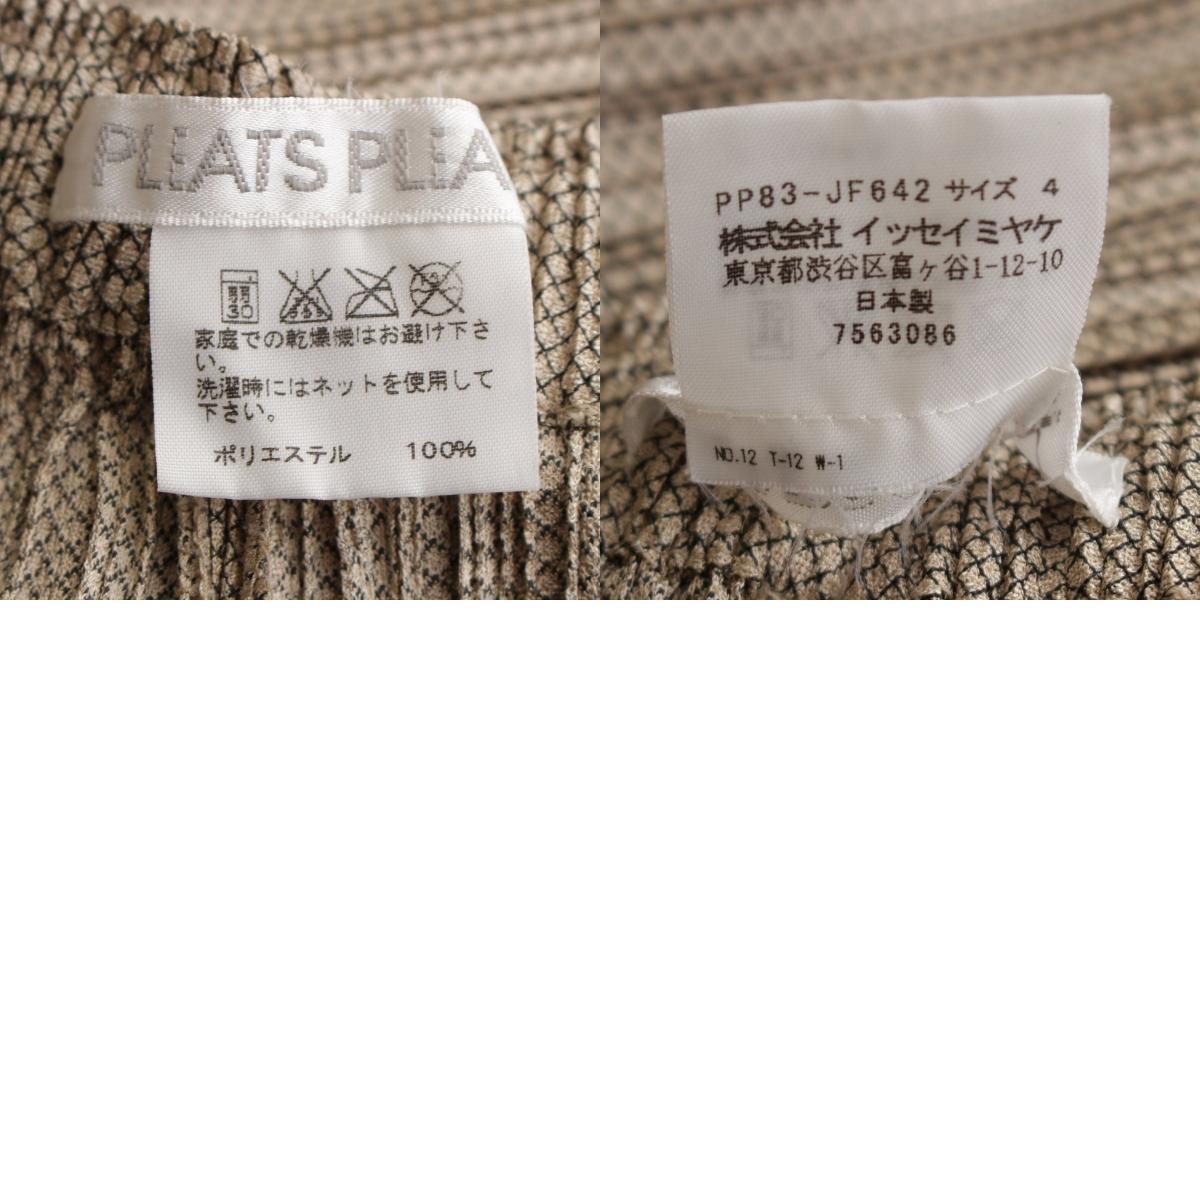 PLEATS PLEA
弱
30
家庭での乾燥機はお避け下さ
い。
洗濯時にはネットを使用して
下さい。
ポリエステル 100%
PP83-JF642 サイズ 4
株式会社 イッセイミヤケ
東京都渋谷区富ヶ谷1-12-10
日本製
7563086
NO.12 T-12 W-1